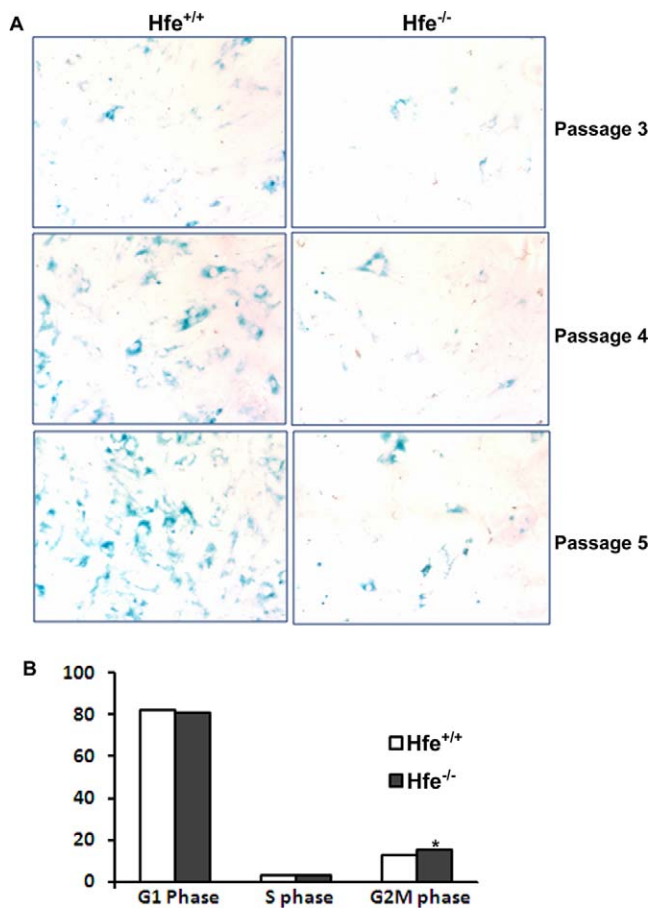 A
Hfe+/+ Hfe-/-
Passage 3
Passage 4
Passage 5
B
100
80
60
40
20
0
Hfe+/+
Hfe-/-
*
G1 Phase S phase G2M phase